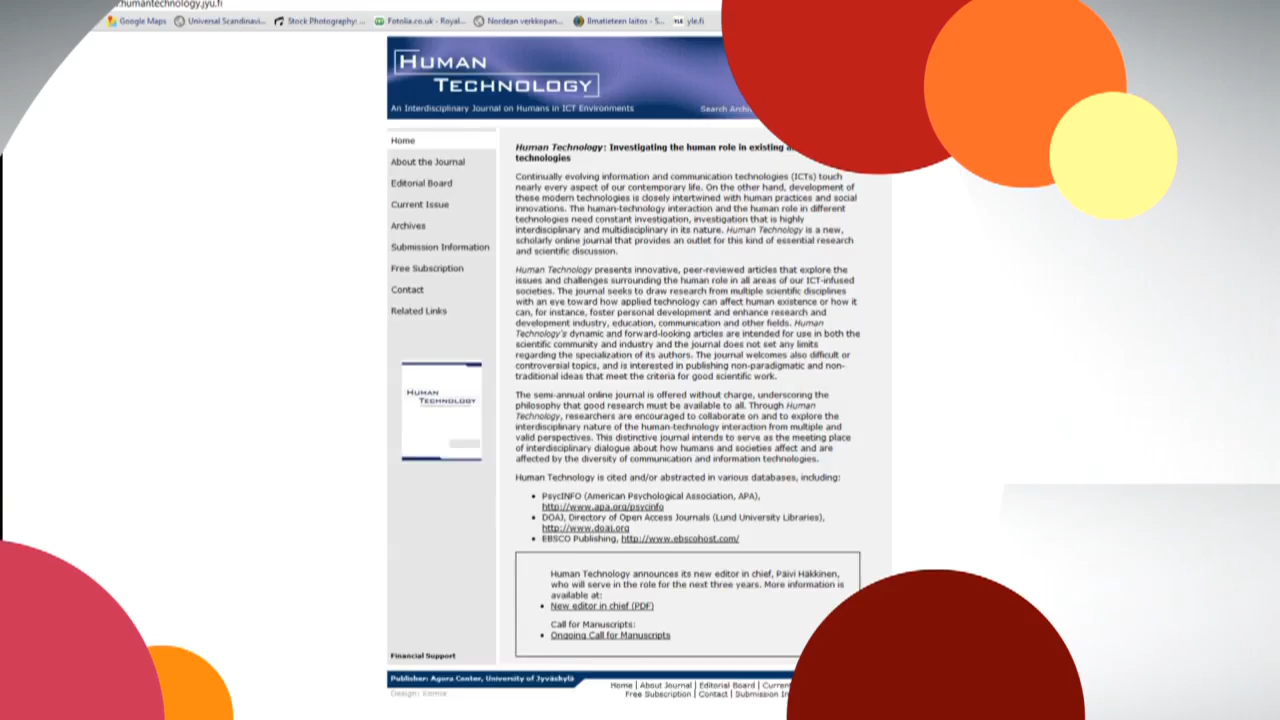 .humantechnology.jyu.fi
Google Maps Universal Scandinavi... Stock Photography: ... Fotolia.co.uk - Royal... Nordean verkkopan... Ilmatieteen laitos - S... YLE yle.fi
HUMAN
TECHNOLOGY
An Interdisciplinary Journal on Humans in ICT Environments Search
Home
About the Journal
Editorial Board
Current Issue
Archives
Submission Information
Free Subscription
Contact
Related Links
HUMAN
TECHNOLOGY
Financial Support
Human Technology: Investigating the human role in existing
technologies
Continually evolving information and communication technologies (ICTs) touch
nearly every aspect of our contemporary life. On the other hand, development of
these modern technologies is closely intertwined with human practices and social
innovations. The human-technology interaction and the human role in different
technologies need constant investigation, investigation that is highly
interdisciplinary and multidisciplinary in its nature. Human Technology is a new,
scholarly online journal that provides an outlet for this kind of essential research
and scientific discussion.
Human Technology presents innovative, peer-reviewed articles that explore the
issues and challenges surrounding the human role in all areas of our ICT-infused
societies. The journal seeks to draw research from multiple scientific disciplines
with an eye toward how applied technology can affect human existence or how it
can, for instance, foster personal development and enhance research and
development industry, education, communication and other fields. Human
Technology's dynamic and forward-looking articles are intended for use in both the
scientific community and industry and the journal does not set any limits
regarding the specialization of its authors. The journal welcomes also difficult or
controversial topics, and is interested in publishing non-paradigmatic and non-
traditional ideas that meet the criteria for good scientific work.
The semi-annual online journal is offered without charge, underscoring the
philosophy that good research must be available to all. Through Human
Technology, researchers are encouraged to collaborate on and to explore the
interdisciplinary nature of the human-technology interaction from multiple and
valid perspectives. This distinctive journal intends to serve as the meeting place
of interdisciplinary dialogue about how humans and societies affect and are
affected by the diversity of communication and information technologies.
Human Technology is cited and/or abstracted in various databases, including:
• PsycINFO (American Psychological Association, APA),
http://www.apa.org/psycinfo
• DOAJ, Directory of Open Access Journals (Lund University Libraries),
http://www.doaj.org
• EBSCO Publishing, http://www.ebscohost.com/
Human Technology announces its new editor in chief, Päivi Häkkinen,
who will serve in the role for the next three years. More information is
available at:
• New editor in chief (PDF)
Call for Manuscripts:
• Ongoing Call for Manuscripts
Publisher: Agora Center, University of Jyväskylä
Design: Kixmia
Home | About Journal | Editorial Board | Current
Free Subscription | Contact | Submission